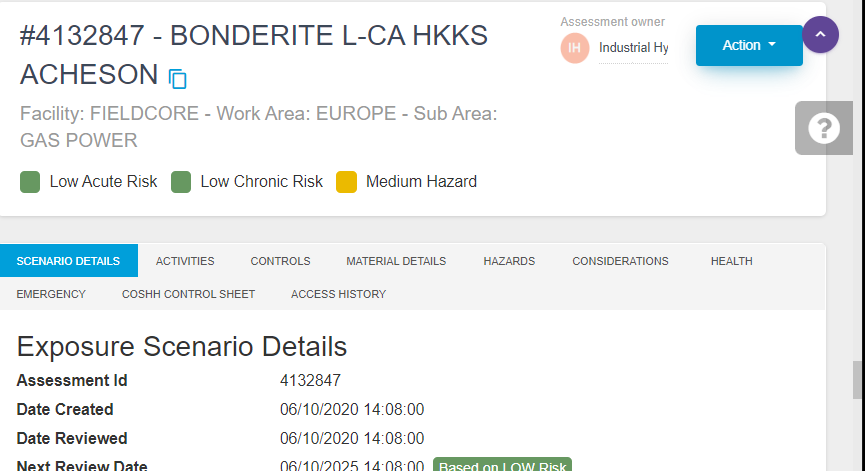 #4132847 - BONDERITE L-CA HKKS
ACHESON
Assessment owner
IH
Industrial Hy
Action
Facility: FIELDCORE - Work Area: EUROPE - Sub Area:
GAS POWER
?
Low Acute Risk Low Chronic Risk Medium Hazard
SCENARIO DETAILS ACTIVITIES CONTROLS MATERIAL DETAILS HAZARDS CONSIDERATIONS HEALTH
EMERGENCY COSHH CONTROL SHEET ACCESS HISTORY
Exposure Scenario Details
Assessment Id 4132847
Date Created 06/10/2020 14:08:00
Date Reviewed 06/10/2020 14:08:00
Next Review Date 06/10/2025 14:08:00 Based on LOW Risk